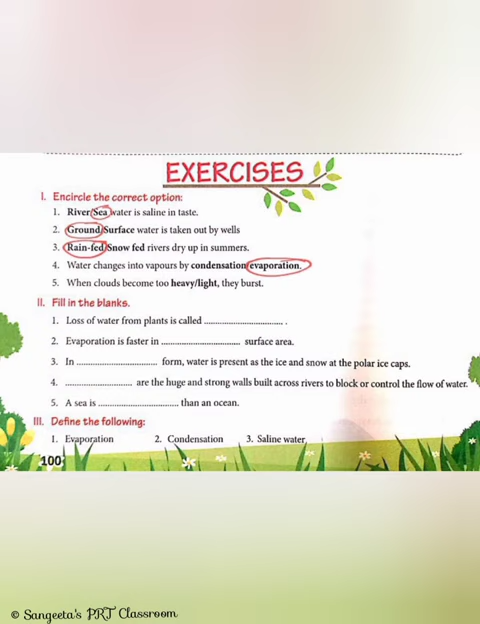 EXERCISES
I. Encircle the correct option:
1. River/Sea water is saline in taste.
2. Ground/Surface water is taken out by wells
3. Rain-fed/Snow fed rivers dry up in summers.
4. Water changes into vapours by condensation/evaporation.
5. When clouds become too heavy/light, they burst.
II. Fill in the blanks.
1. Loss of water from plants is called ................................ .
2. Evaporation is faster in ................................ surface area.
3. In ................................ form, water is present as the ice and snow at the polar ice caps.
4. ........................... are the huge and strong walls built across rivers to block or control the flow of water.
5. A sea is ................................ than an ocean.
III. Define the following:
1. Evaporation 2. Condensation 3. Saline water
100
© Sangeeta's PRT Classroom